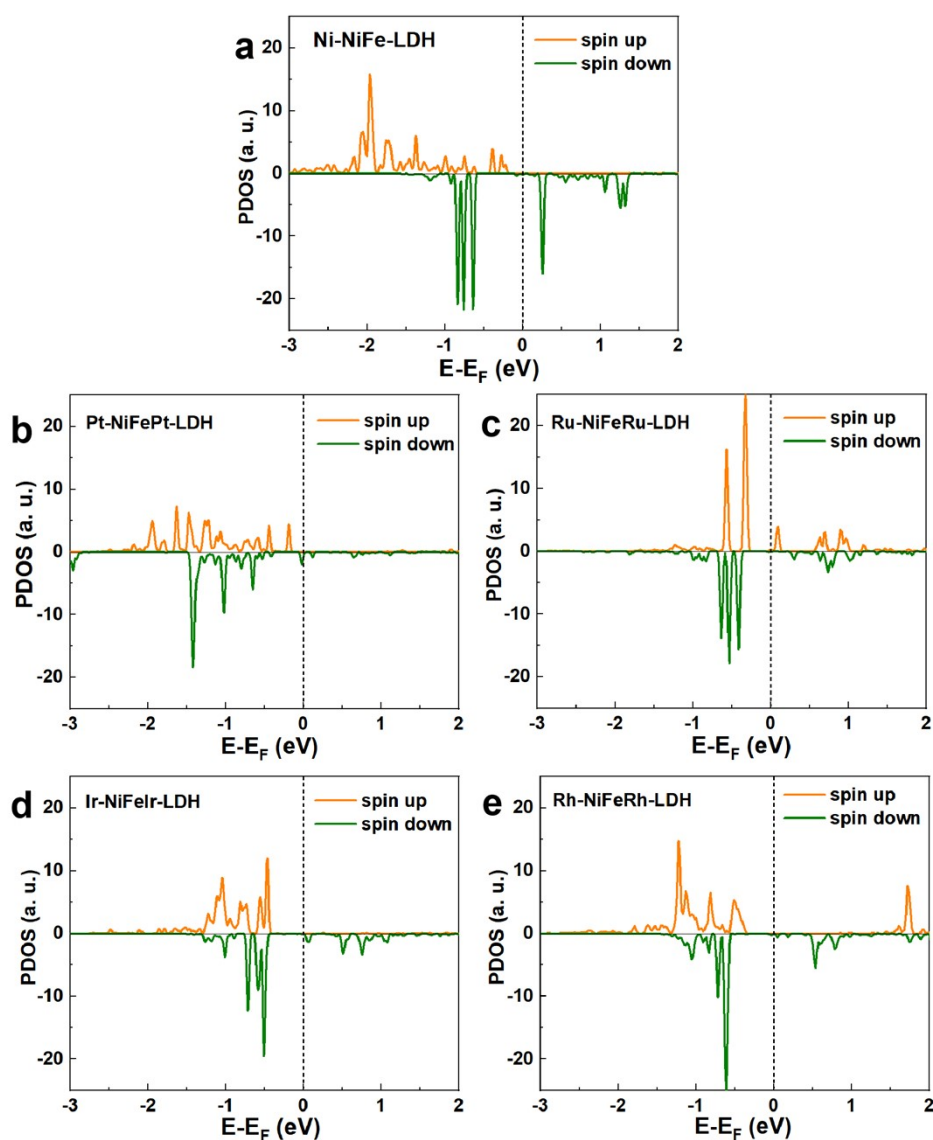 a
Ni-NiFe-LDH
spin up
spin down
20
10
0
-10
-20
PDOS (a. u.)
-3 -2 -1 0 1 2
E-EF (eV)
b
Pt-NiFePt-LDH
spin up
spin down
20
10
0
-10
-20
PDOS (a. u.)
-3 -2 -1 0 1 2
E-EF (eV)
c
Ru-NiFeRu-LDH
spin up
spin down
20
10
0
-10
-20
PDOS (a. u.)
-3 -2 -1 0 1 2
E-EF (eV)
d
Ir-NiFeIr-LDH
spin up
spin down
20
10
0
-10
-20
PDOS (a. u.)
-3 -2 -1 0 1 2
E-EF (eV)
e
Rh-NiFeRh-LDH
spin up
spin down
20
10
0
-10
-20
PDOS (a. u.)
-3 -2 -1 0 1 2
E-EF (eV)